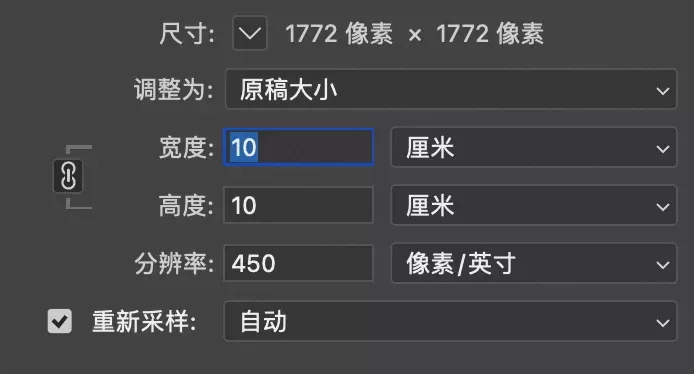 尺寸: 1772 像素 × 1772 像素
调整为: 原稿大小
宽度: 10 厘米
高度: 10 厘米
分辨率: 450 像素/英寸
重新采样: 自动